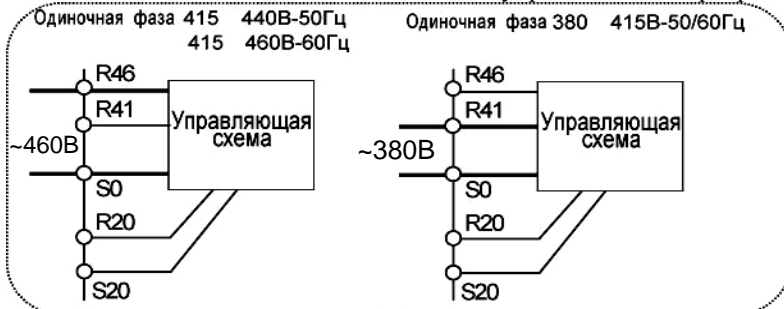 Одиночная фаза 415 440В-50Гц
415 460В-60Гц
R46
R41
Управляющая
схема
~460В
S0
R20
S20
Одиночная фаза 380 415В-50/60Гц
R46
R41
Управляющая
схема
~380В
S0
R20
S20